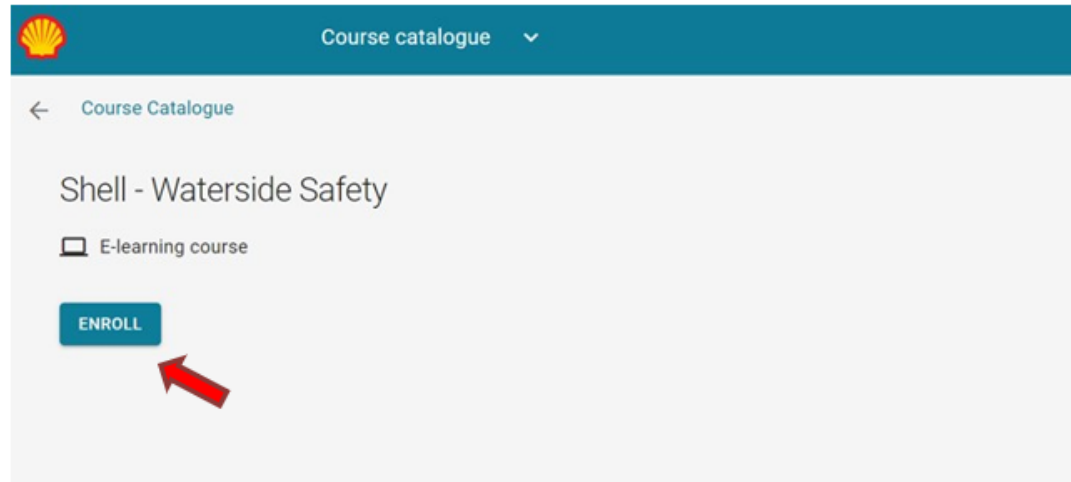 Course catalogue
Course Catalogue
Shell - Waterside Safety
E-learning course
ENROLL